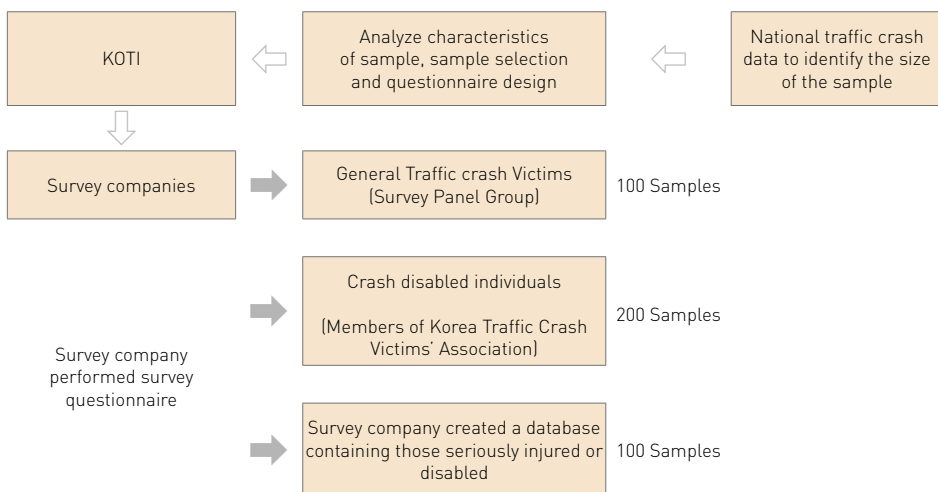 KOTI
Analyze characteristics
of sample, sample selection
and questionnaire design
National traffic crash
data to identify the size
of the sample
Survey companies
General Traffic crash Victims
(Survey Panel Group)
100 Samples
Crash disabled individuals
(Members of Korea Traffic Crash
Victims' Association)
200 Samples
Survey company
performed survey
questionnaire
Survey company created a database
containing those seriously injured or
disabled
100 Samples